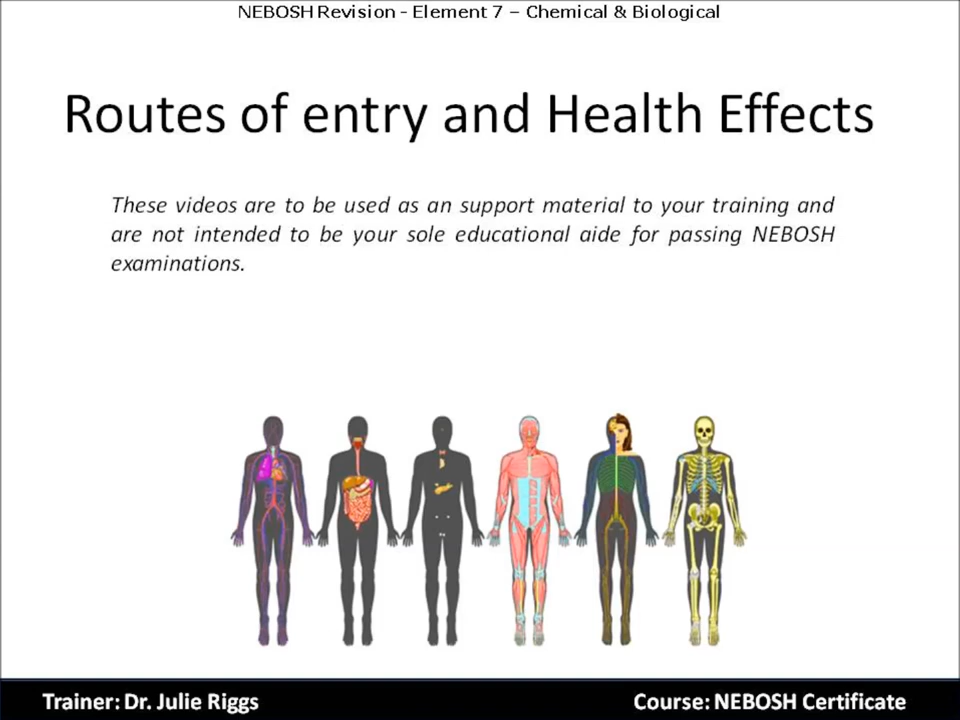 NEBOSH Revision - Element 7 – Chemical & Biological
Routes of entry and Health Effects
These videos are to be used as an support material to your training and
are not intended to be your sole educational aide for passing NEBOSH
examinations.
Trainer: Dr. Julie Riggs
Course: NEBOSH Certificate